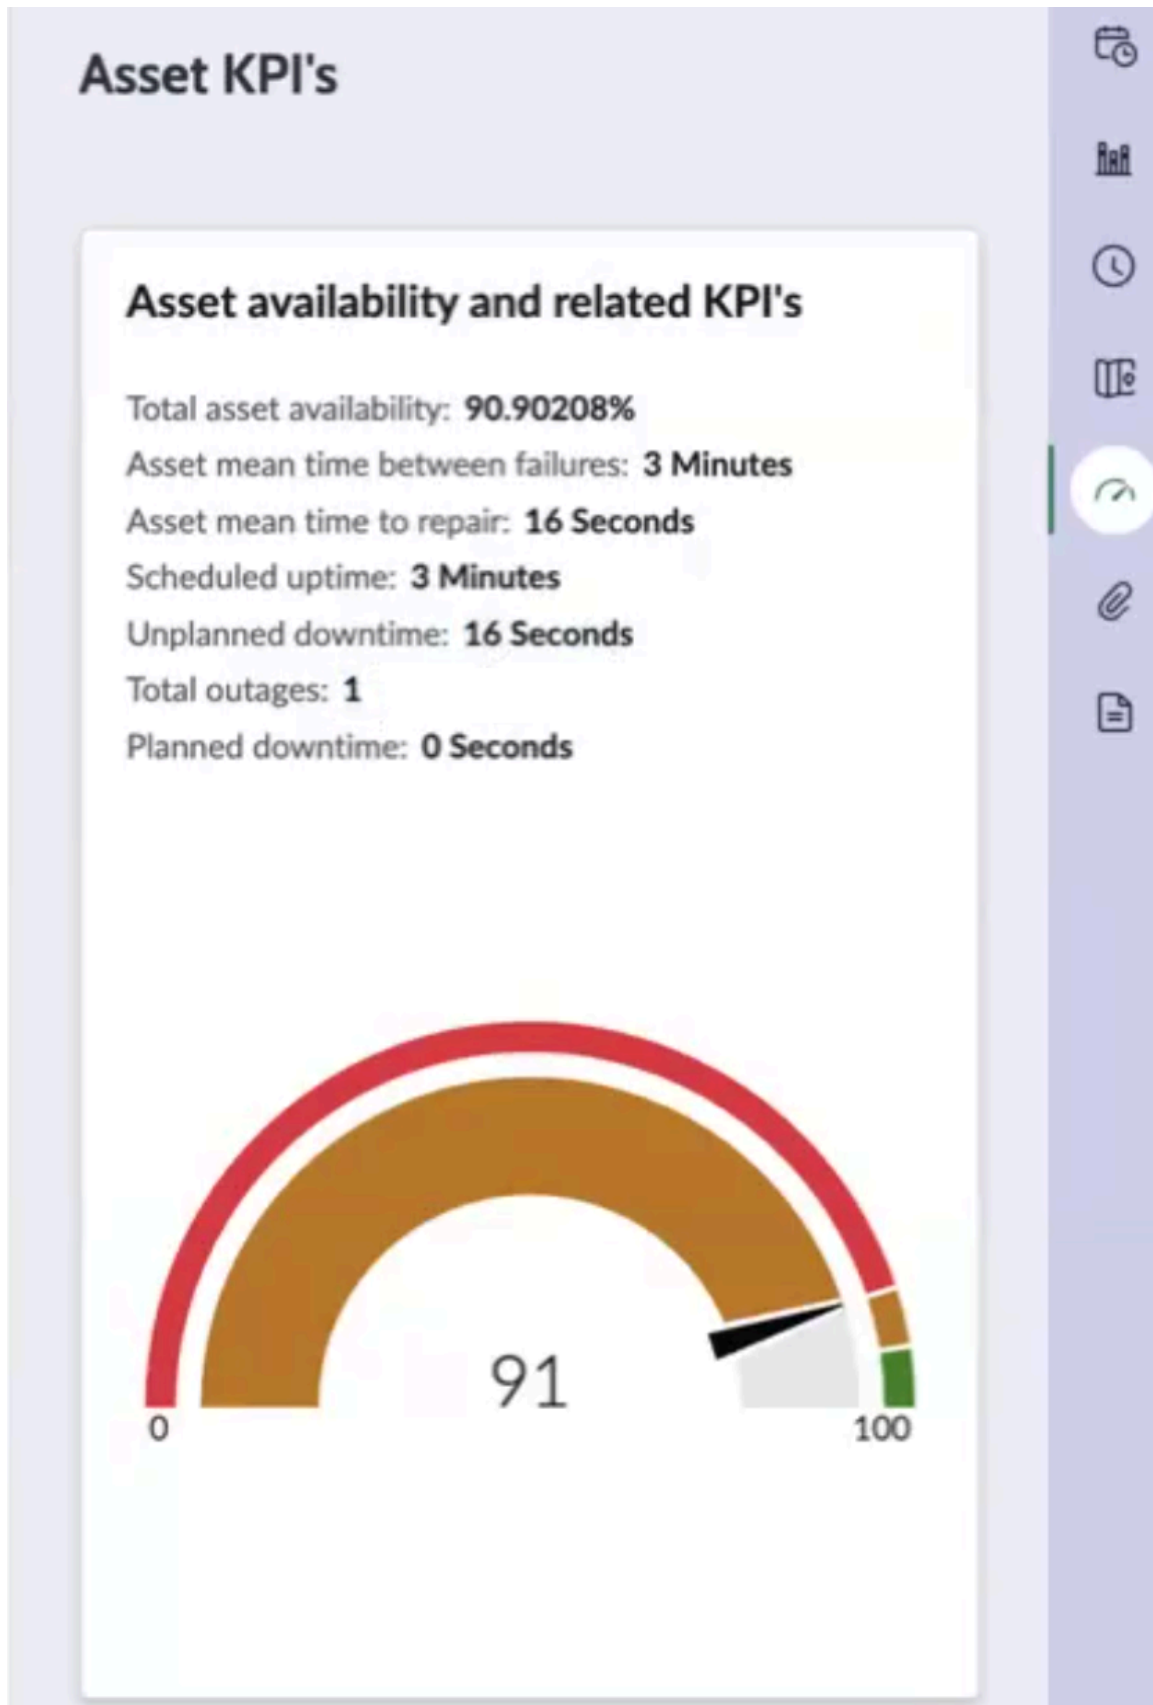 Asset KPI's
Asset availability and related KPI's
Total asset availability: 90.90208%
Asset mean time between failures: 3 Minutes
Asset mean time to repair: 16 Seconds
Scheduled uptime: 3 Minutes
Unplanned downtime: 16 Seconds
Total outages: 1
Planned downtime: 0 Seconds
91
0 100